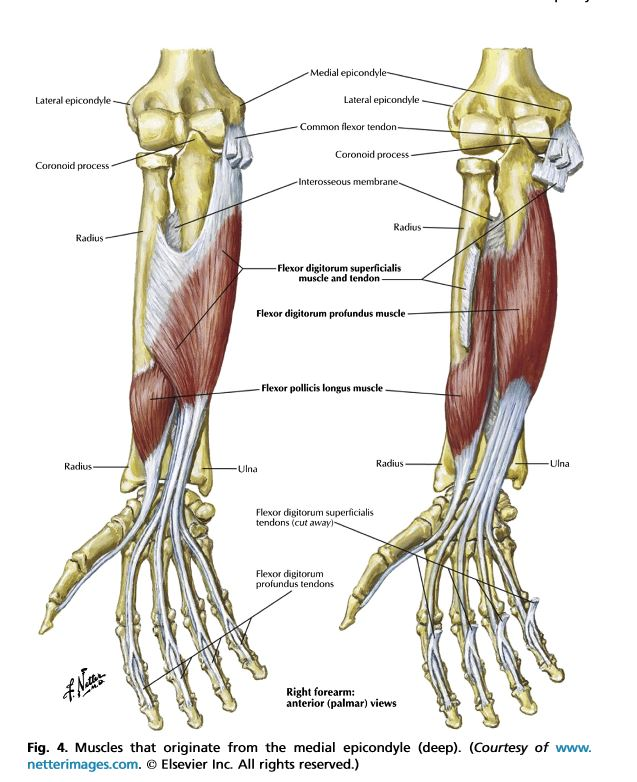 Medial epicondyle
Lateral epicondyle
Lateral epicondyle
Common flexor tendon
Coronoid process
Coronoid process
Interosseous membrane
Radius
Radius
Flexor digitorum superficialis
muscle and tendon
Flexor digitorum profundus muscle
Flexor pollicis longus muscle
Radius
Ulna
Radius
Ulna
Flexor digitorum superficialis
tendons (cut away)
Flexor digitorum
profundus tendons
F. Netter
M.D.
Right forearm:
anterior (palmar) views
Fig. 4. Muscles that originate from the medial epicondyle (deep). (Courtesy of www.
netterimages.com. © Elsevier Inc. All rights reserved.)